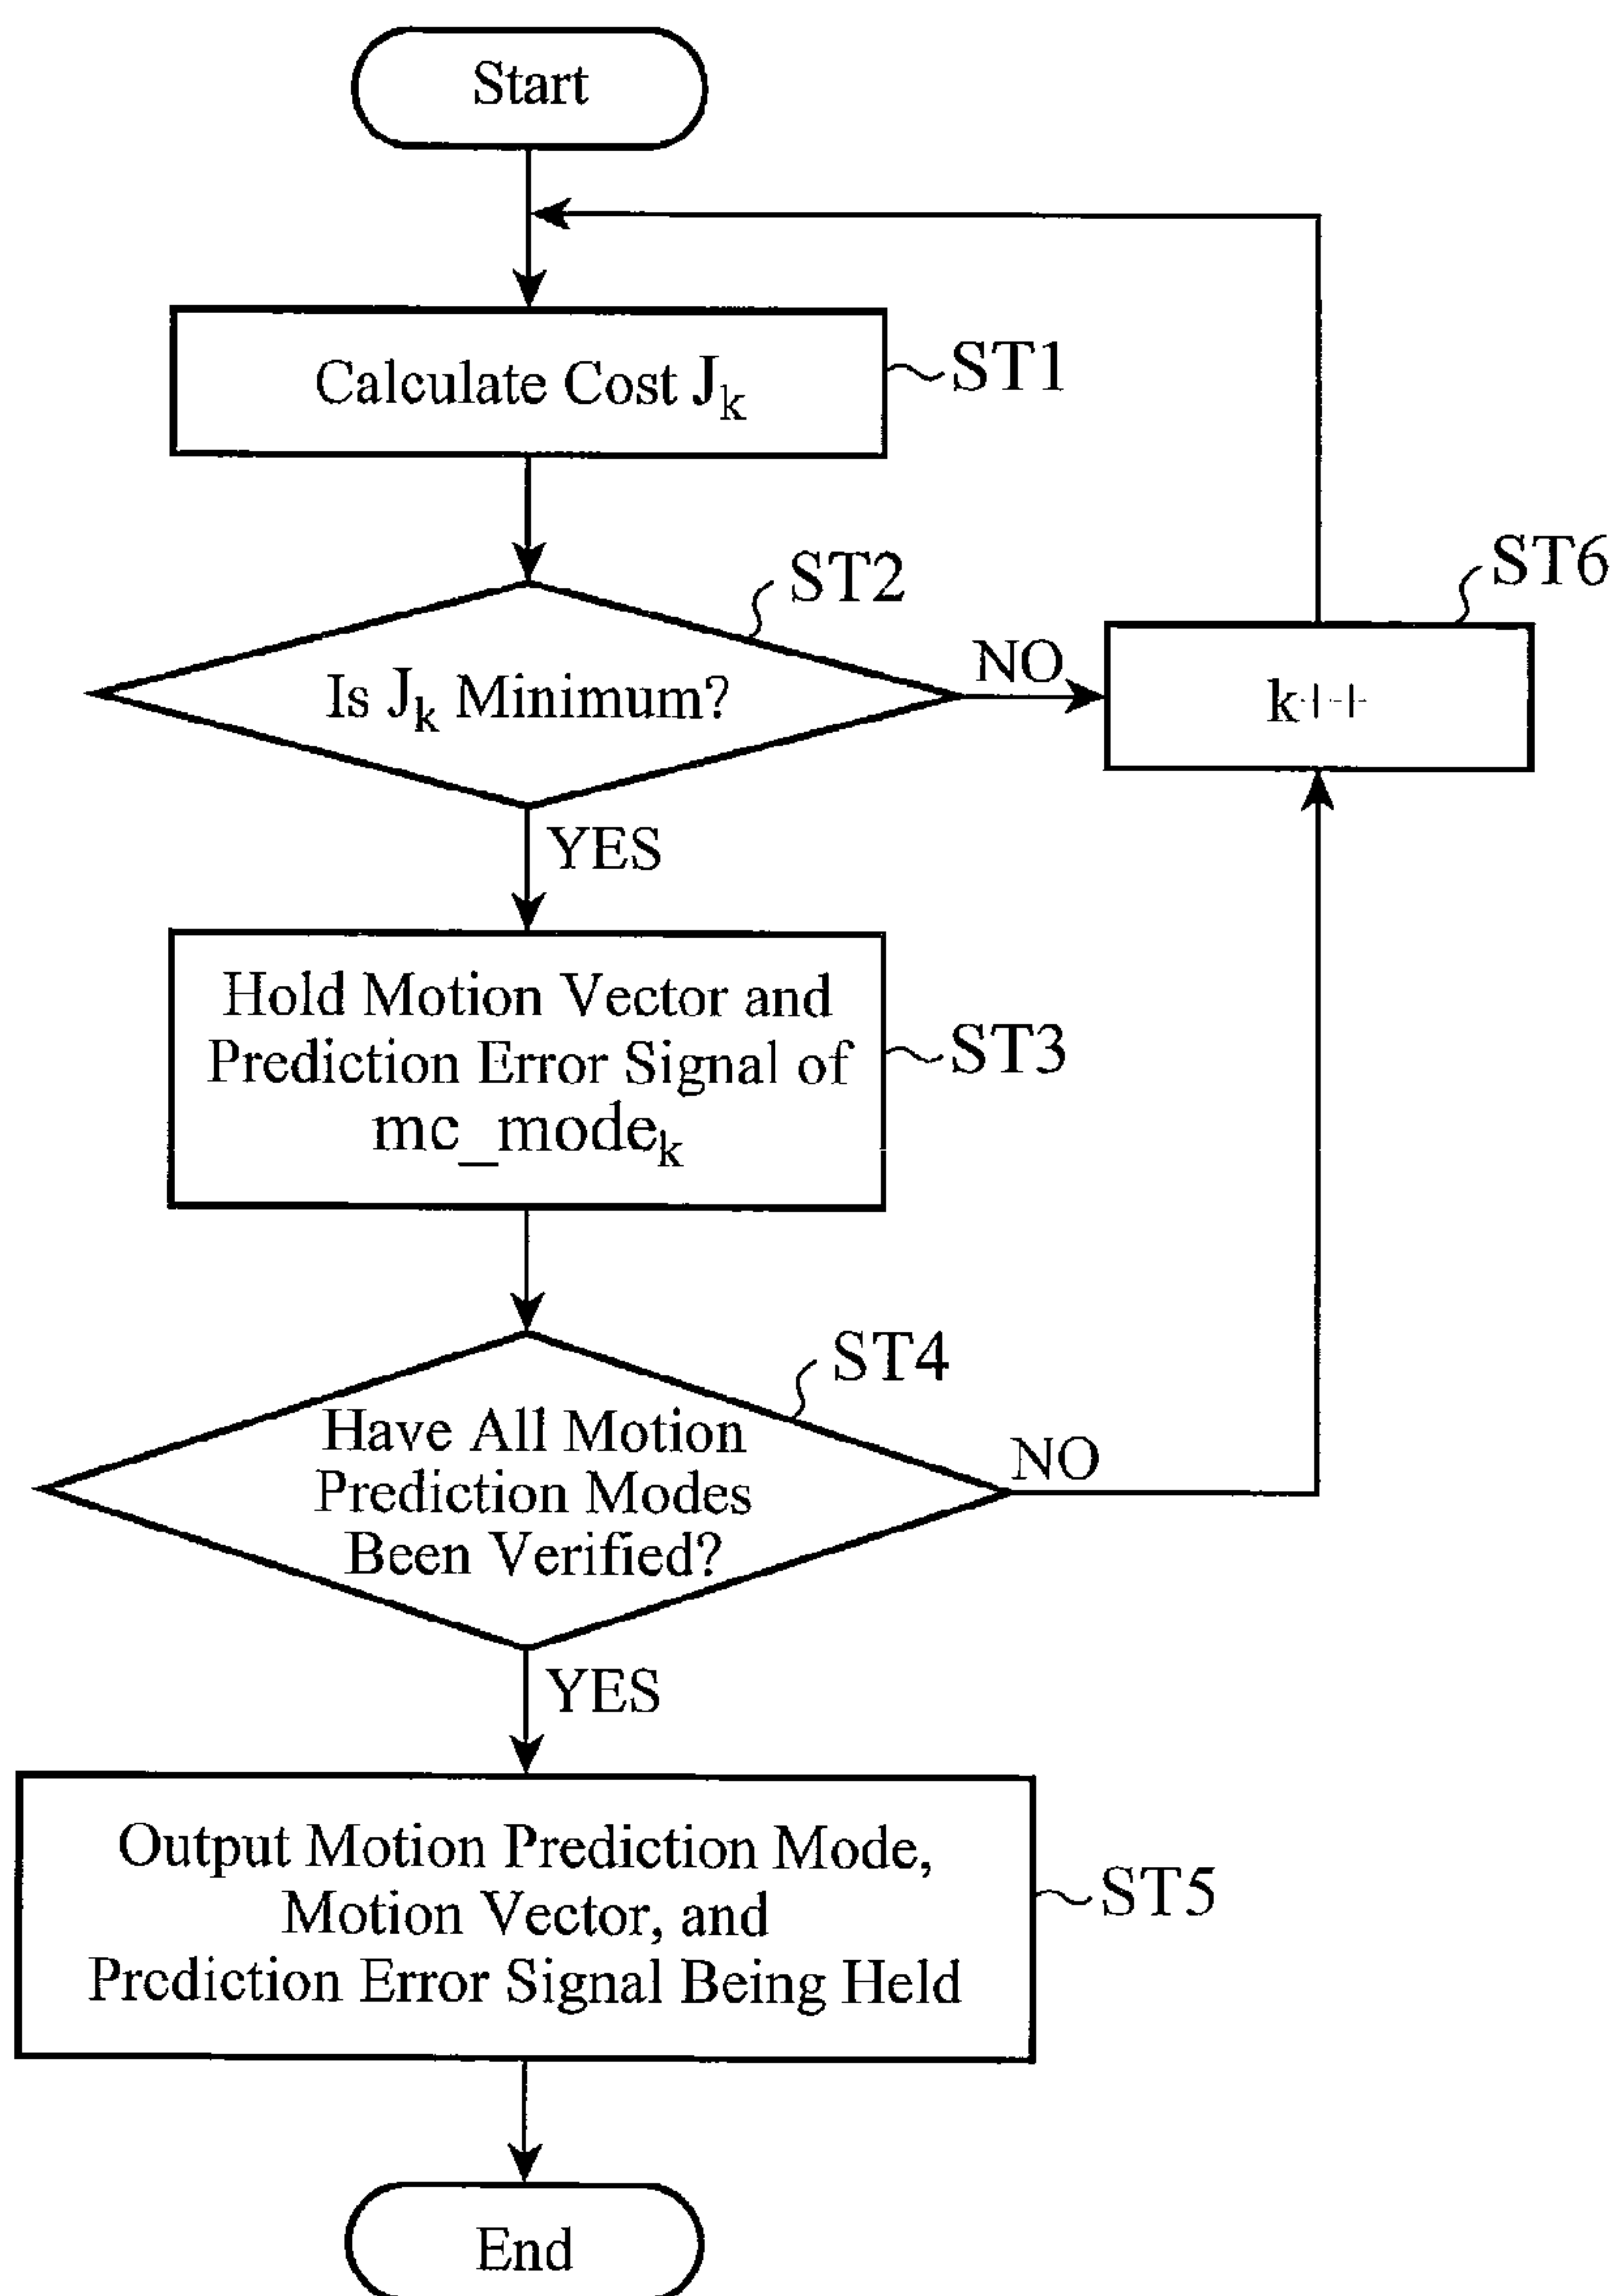 Start
Calculate Cost Jk
ST1
ST2
Is Jk Minimum?
NO
ST6
k++
YES
Hold Motion Vector and
Prediction Error Signal of
mc_modek
ST3
ST4
Have All Motion
Prediction Modes
Been Verified?
NO
YES
Output Motion Prediction Mode,
Motion Vector, and
Prediction Error Signal Being Held
ST5
End